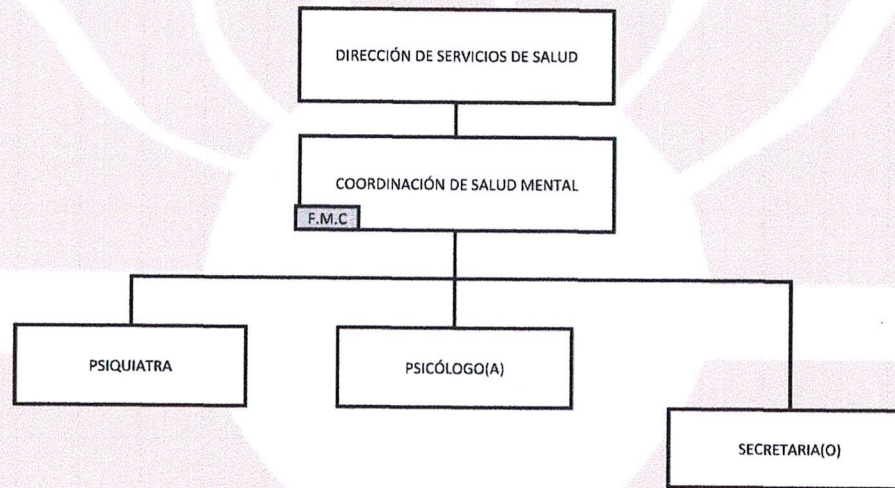 DIRECCIÓN DE SERVICIOS DE SALUD
COORDINACIÓN DE SALUD MENTAL
F.M.C
PSIQUIATRA
PSICÓLOGO(A)
SECRETARIA(O)